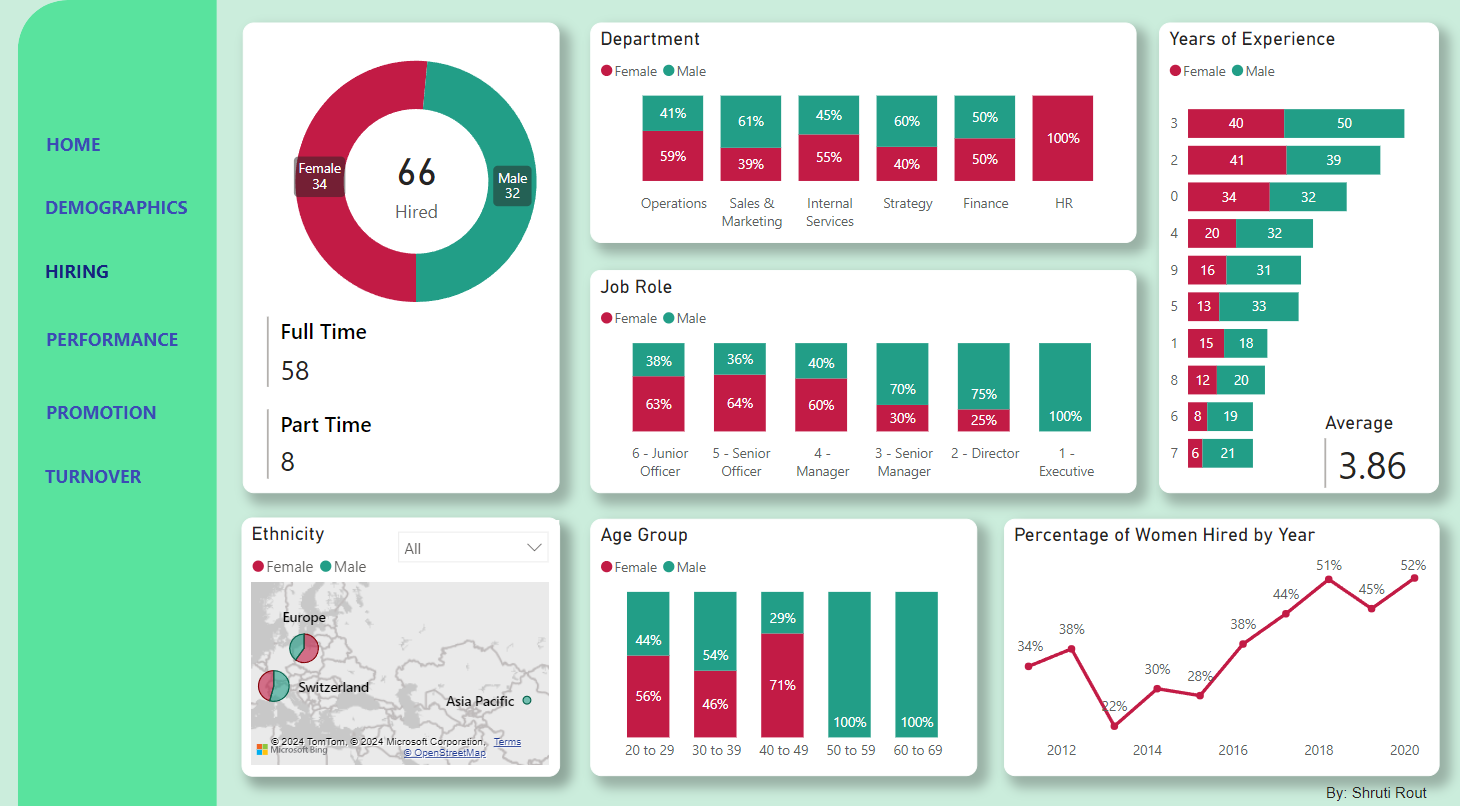 HOME
DEMOGRAPHICS
HIRING
PERFORMANCE
PROMOTION
TURNOVER
Female
34
66
Hired
Male
32
Full Time
58
Part Time
8
Department
Female Male
41% 61% 45% 60% 50% 100%
59% 39% 55% 40% 50%
Operations Sales & Internal Strategy Finance HR
Marketing Services
Job Role
Female Male
38% 36% 40% 70% 75% 100%
63% 64% 60% 30% 25%
6 - Junior 5 - Senior 4 - 3 - Senior 2 - Director 1 -
Officer Officer Manager Manager Executive
Years of Experience
Female Male
3 40 50
2 41 39
0 34 32
4 20 32
9 16 31
5 13 33
1 15 18
8 12 20
6 8 19
7 6 21
Average
3.86
Ethnicity
All
Female Male
Europe
Switzerland
Asia Pacific
© 2024 TomTom, © 2024 Microsoft Corporation, Terms
Microsoft Bing
© OpenStreetMap
Age Group
Female Male
44% 54% 29% 100% 100%
56% 46% 71%
20 to 29 30 to 39 40 to 49 50 to 59 60 to 69
Percentage of Women Hired by Year
34% 38% 22% 30% 28% 38% 44% 51% 45% 52%
2012 2014 2016 2018 2020
By: Shruti Rout